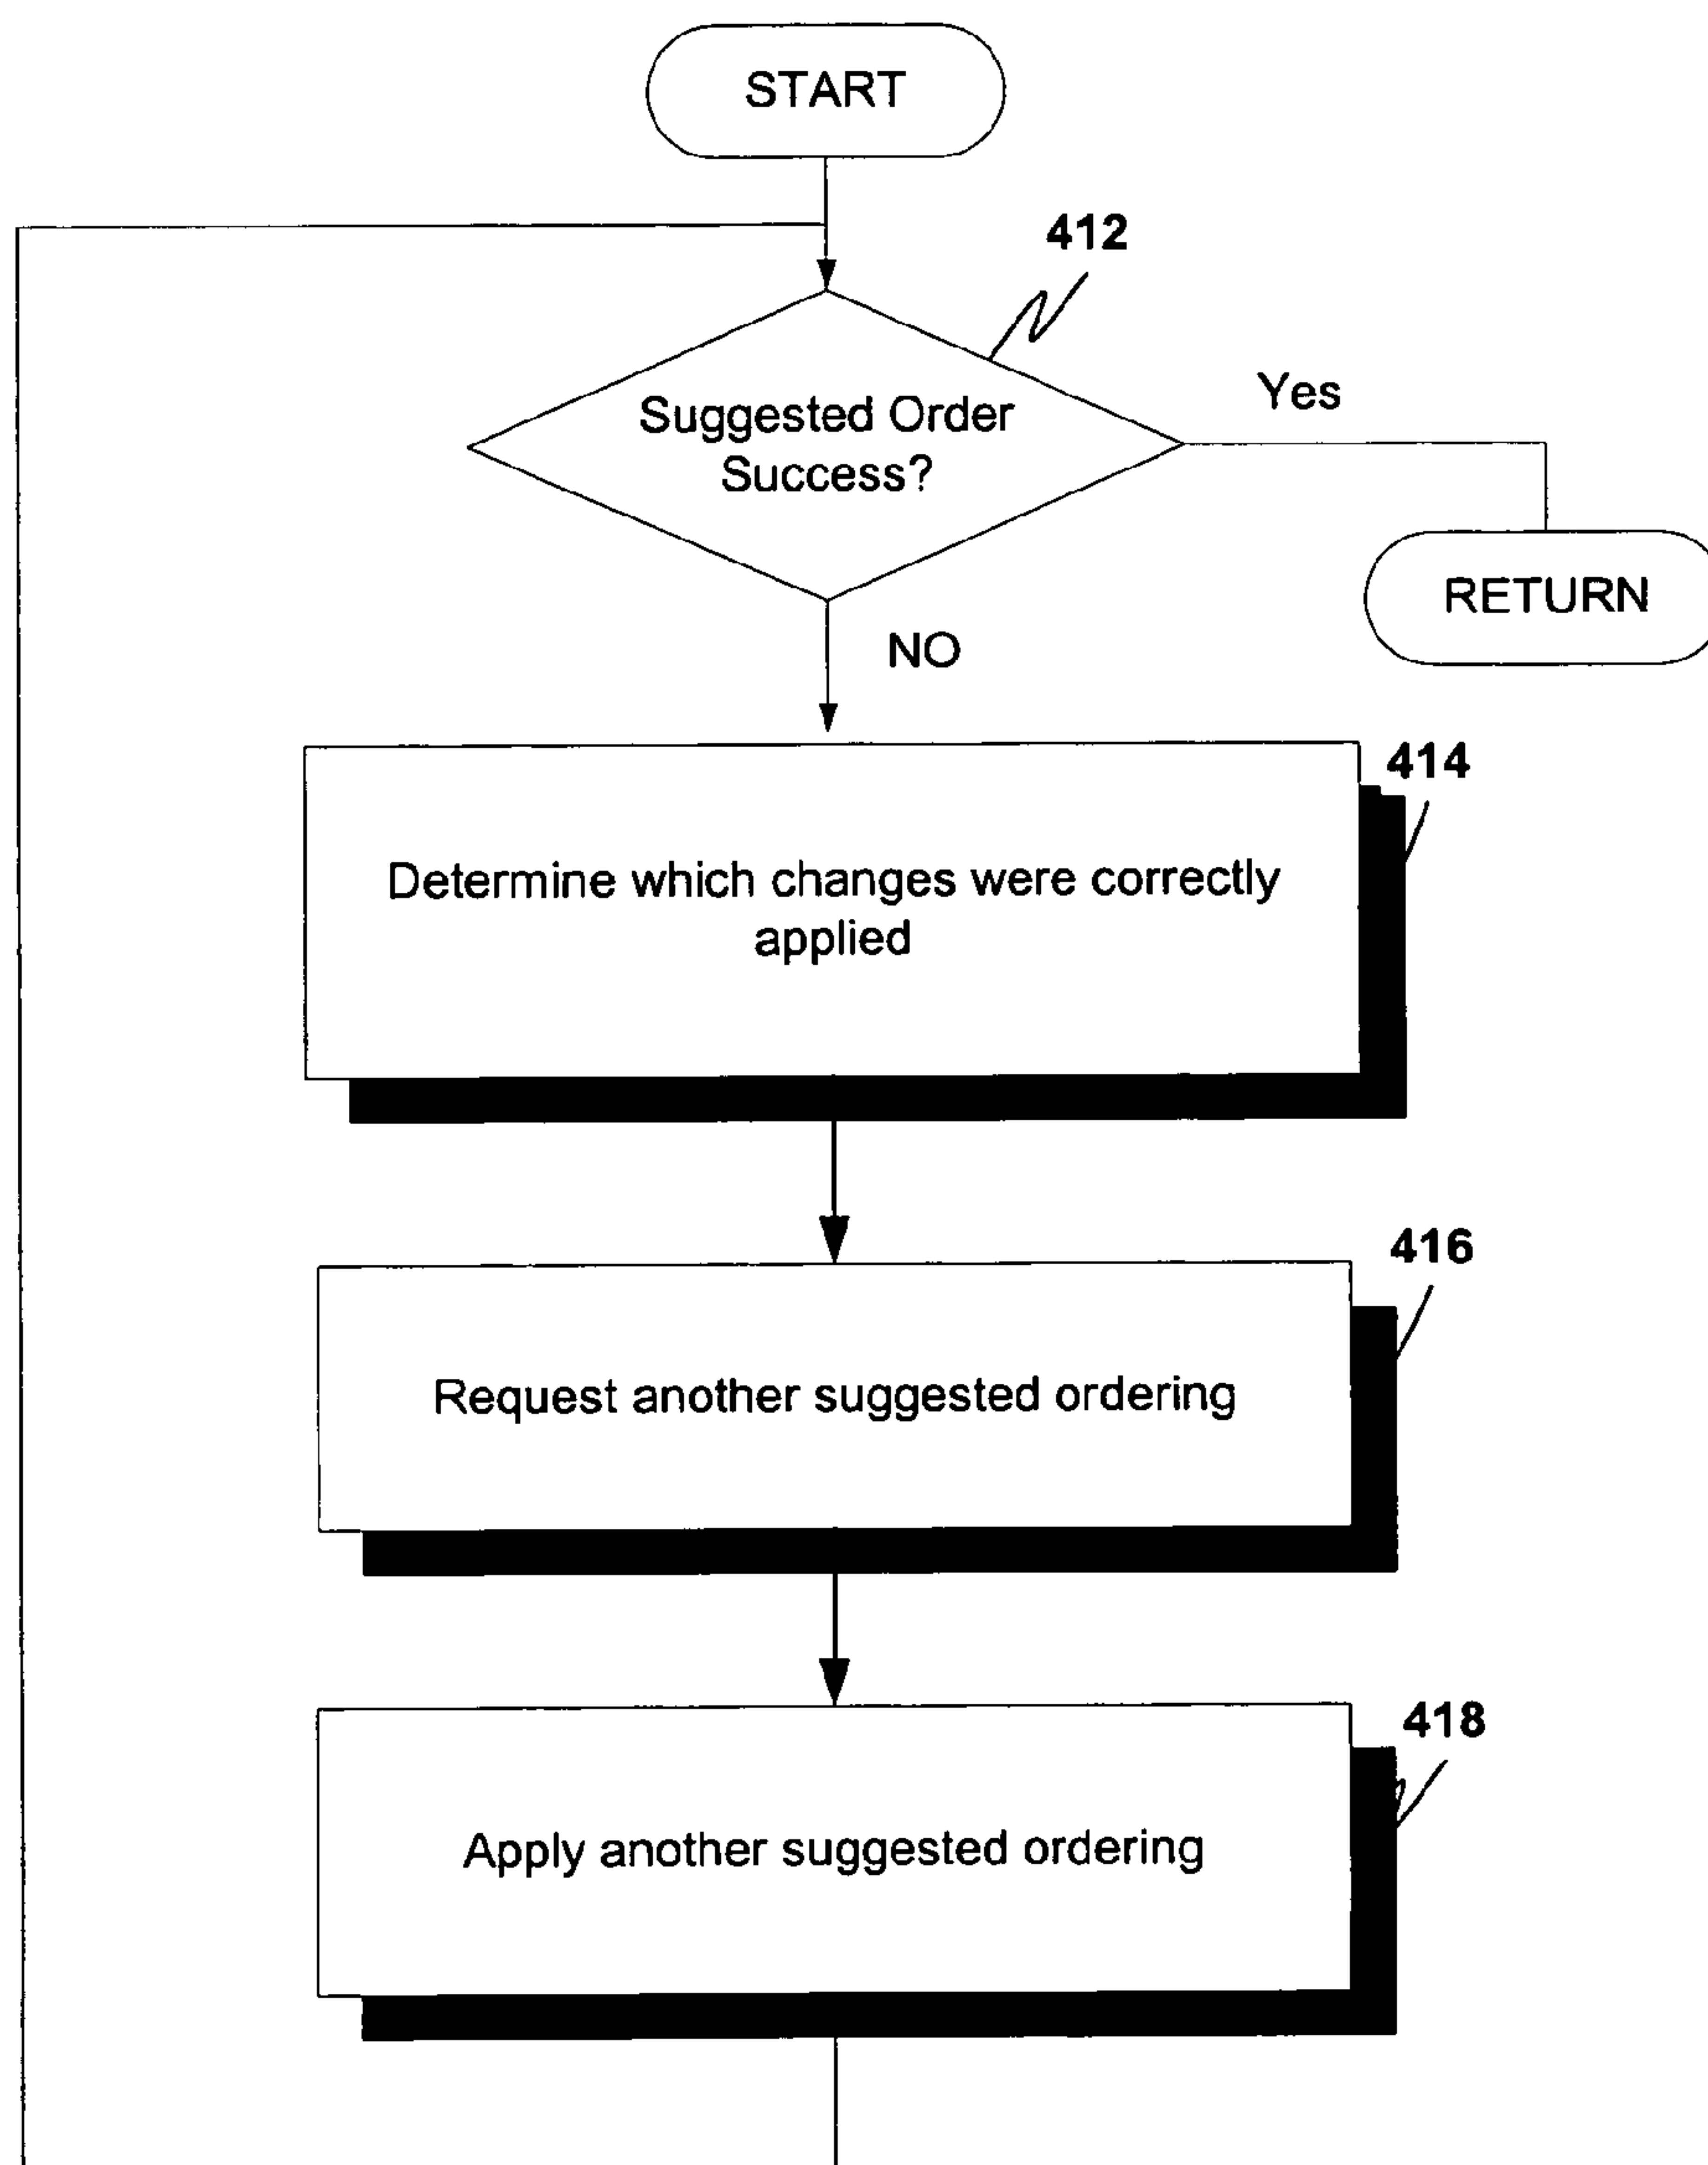 START
412
Suggested Order
Success?
Yes
RETURN
NO
414
Determine which changes were correctly
applied
416
Request another suggested ordering
418
Apply another suggested ordering